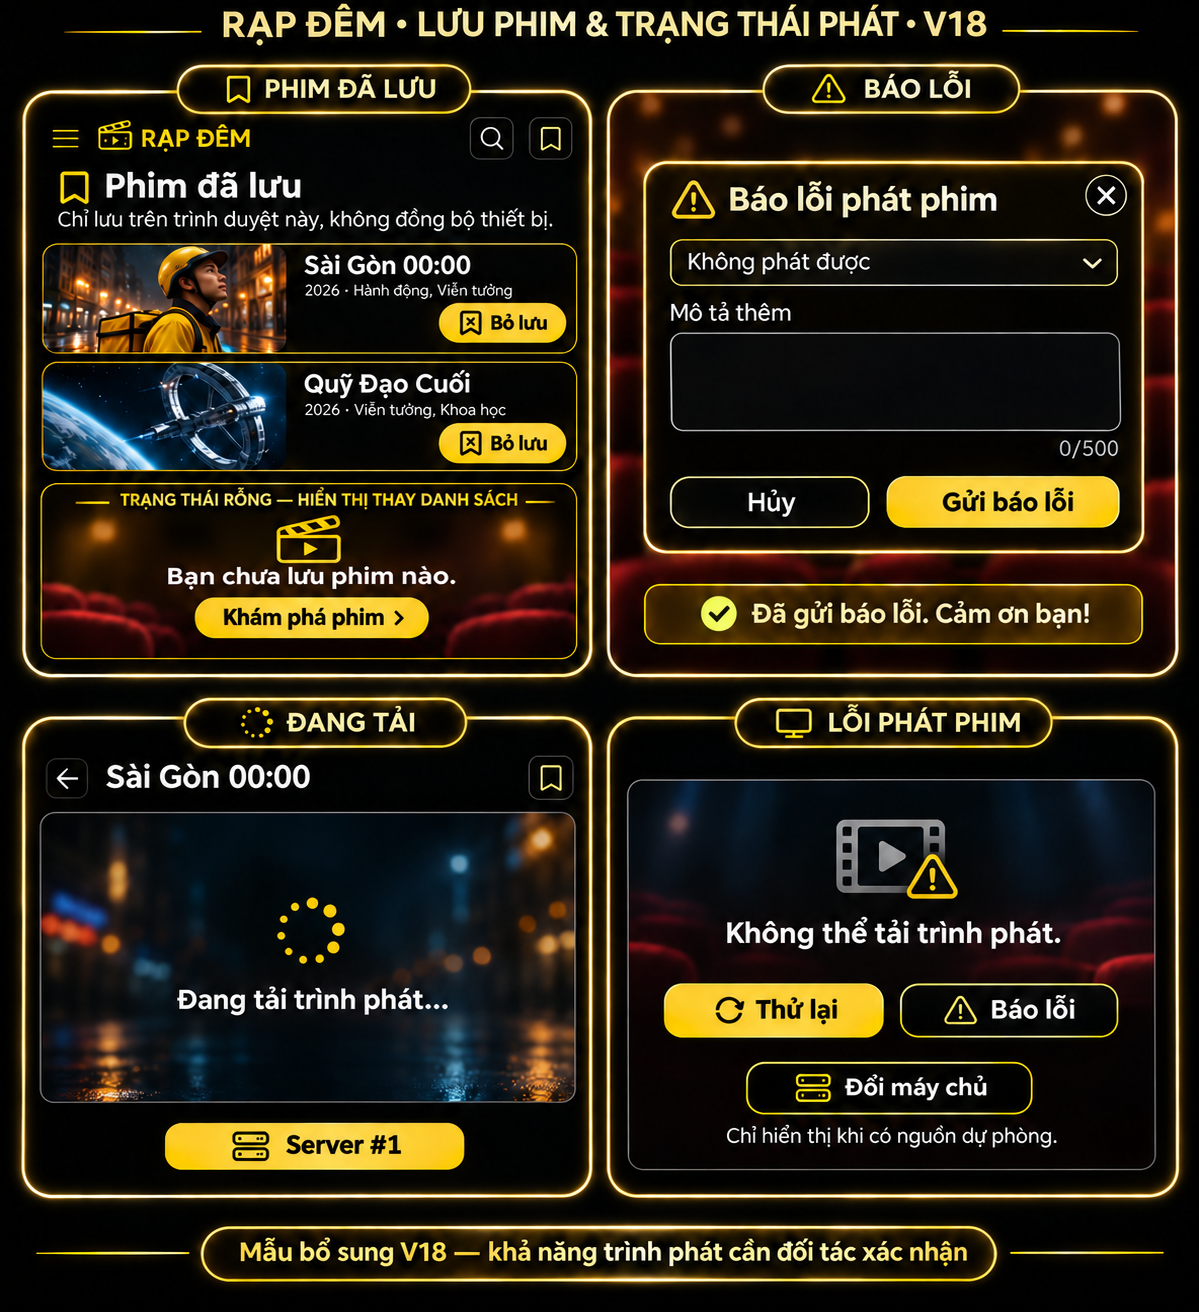 RẠP ĐÊM • LƯU PHIM & TRẠNG THÁI PHÁT • V18
PHIM ĐÃ LƯU
RẠP ĐÊM
Phim đã lưu
Chỉ lưu trên trình duyệt này, không đồng bộ thiết bị.
Sài Gòn 00:00
2026 · Hành động, Viễn tưởng
Bỏ lưu
Quỹ Đạo Cuối
2026 · Viễn tưởng, Khoa học
Bỏ lưu
TRẠNG THÁI RỖNG — HIỂN THỊ THAY DANH SÁCH
Bạn chưa lưu phim nào.
Khám phá phim
BÁO LỖI
Báo lỗi phát phim
Không phát được
Mô tả thêm
0/500
Hủy
Gửi báo lỗi
Đã gửi báo lỗi. Cảm ơn bạn!
ĐANG TẢI
Sài Gòn 00:00
Đang tải trình phát...
Server #1
LỖI PHÁT PHIM
Không thể tải trình phát.
Thử lại
Báo lỗi
Đổi máy chủ
Chỉ hiển thị khi có nguồn dự phòng.
Mẫu bổ sung V18 — khả năng trình phát cần đối tác xác nhận